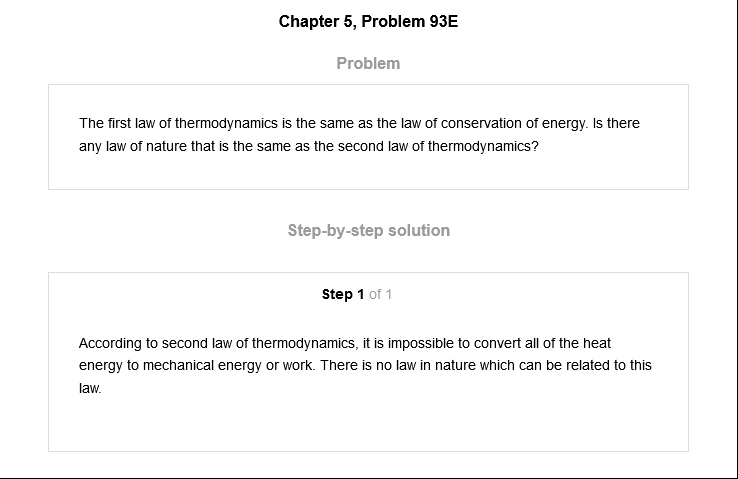 Chapter 5, Problem 93E
Problem
The first law of thermodynamics is the same as the law of conservation of energy. Is there
any law of nature that is the same as the second law of thermodynamics?
Step-by-step solution
Step 1 of 1
According to second law of thermodynamics, it is impossible to convert all of the heat
energy to mechanical energy or work. There is no law in nature which can be related to this
law.